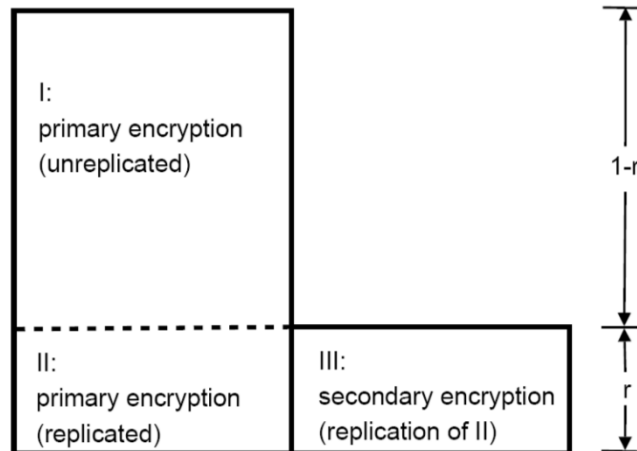 I:
primary encryption
(unreplicated)
1-r
II:
primary encryption
(replicated)
III:
secondary encryption
(replication of II)
r